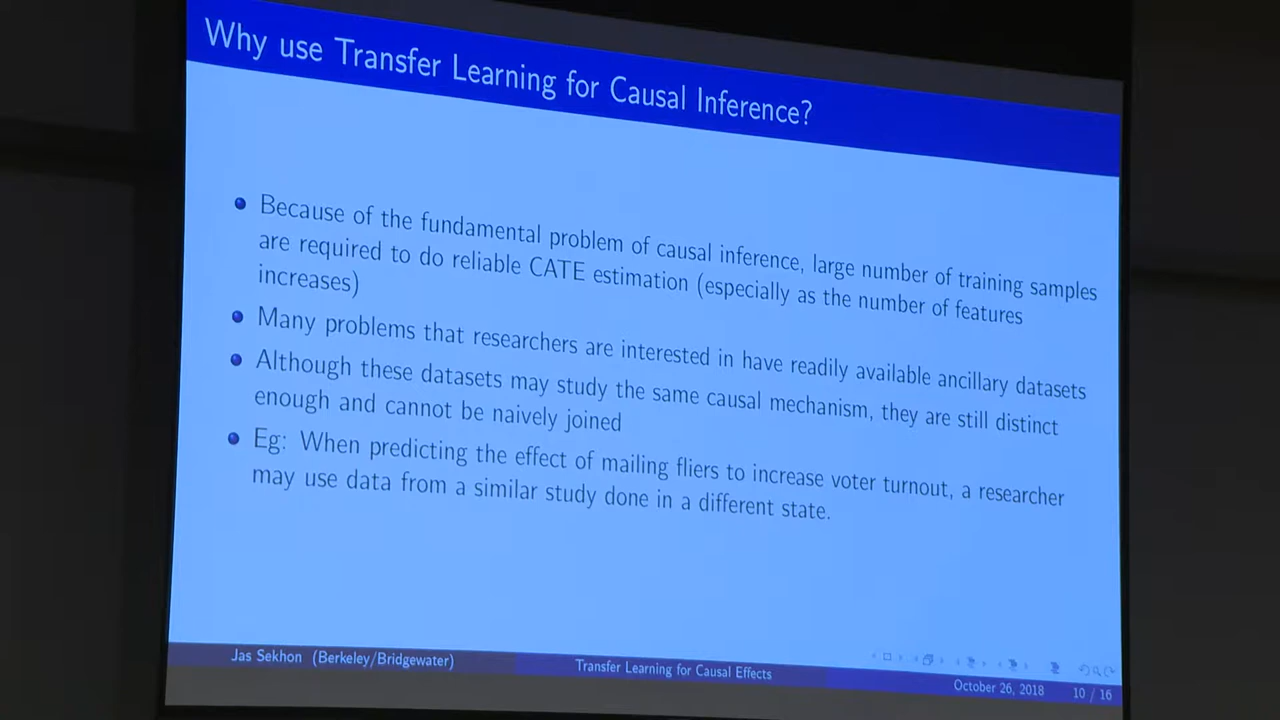 Why use Transfer Learning for Causal Inference?
Because of the fundamental problem of causal inference, large number of training samples
are required to do reliable CATE estimation (especially as the number of features
increases)
Many problems that researchers are interested in have readily available ancillary datasets
Although these datasets may study the same causal mechanism, they are still distinct
enough and cannot be naively joined
Eg: When predicting the effect of mailing fliers to increase voter turnout, a researcher
may use data from a similar study done in a different state.
Jas Sekhon (Berkeley/Bridgewater)
Transfer Learning for Causal Effects
October 26, 2018
10 / 16